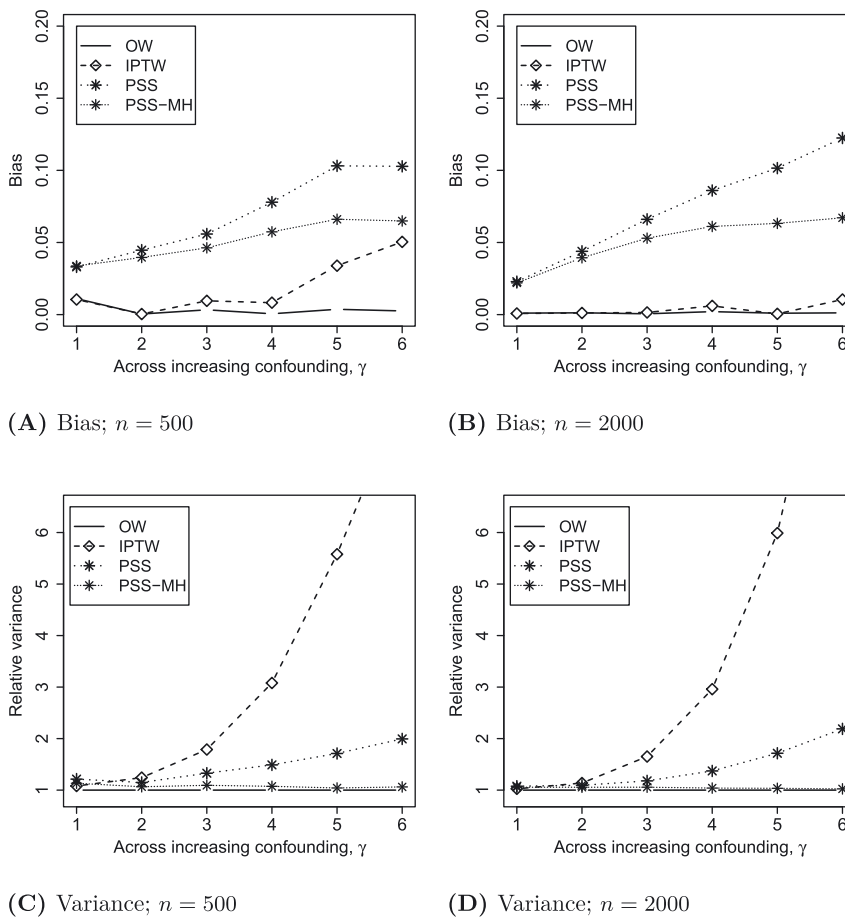 OW
IPTW
PSS
PSS−MH
Bias
0.00 0.05 0.10 0.15 0.20
1 2 3 4 5 6
Across increasing confounding, γ
(A) Bias; n = 500
OW
IPTW
PSS
PSS−MH
Bias
0.00 0.05 0.10 0.15 0.20
1 2 3 4 5 6
Across increasing confounding, γ
(B) Bias; n = 2000
OW
IPTW
PSS
PSS−MH
Relative variance
1 2 3 4 5 6
1 2 3 4 5 6
Across increasing confounding, γ
(C) Variance; n = 500
OW
IPTW
PSS
PSS−MH
Relative variance
1 2 3 4 5 6
1 2 3 4 5 6
Across increasing confounding, γ
(D) Variance; n = 2000